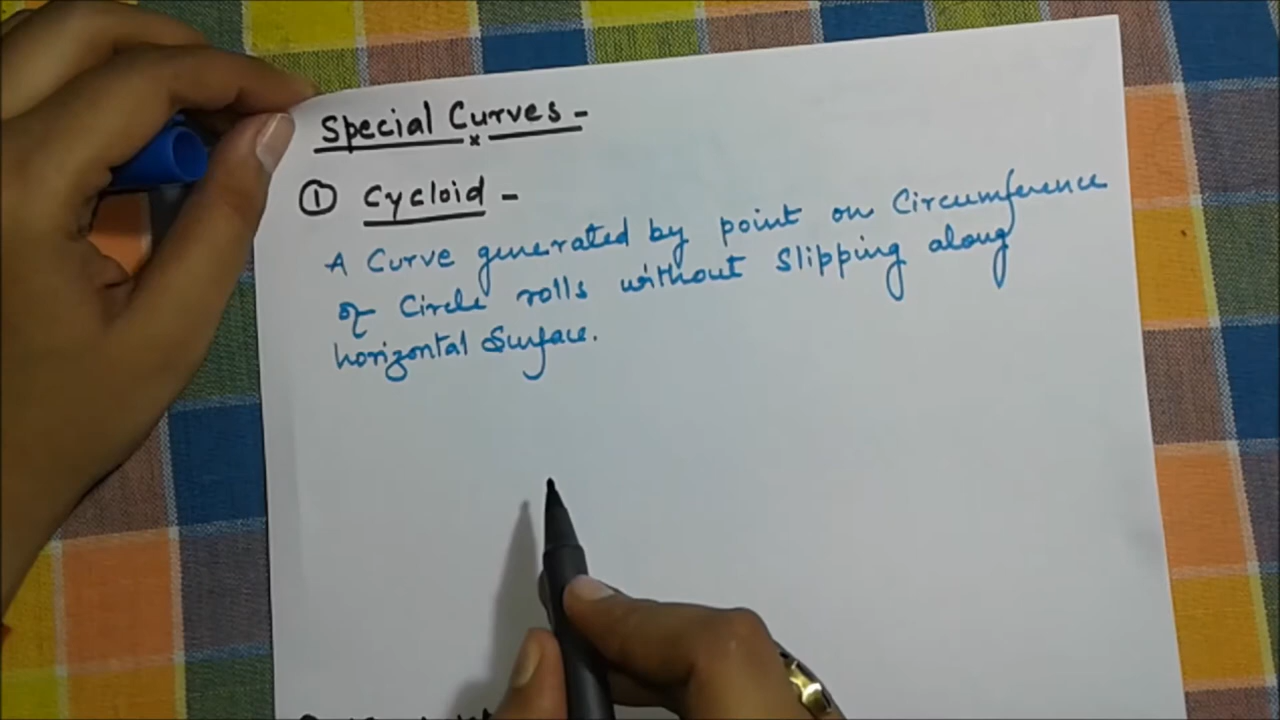 Special Curves -
① Cycloid -
A Curve generated by point on Circumference
of Circle rolls without slipping along
horizontal surface.